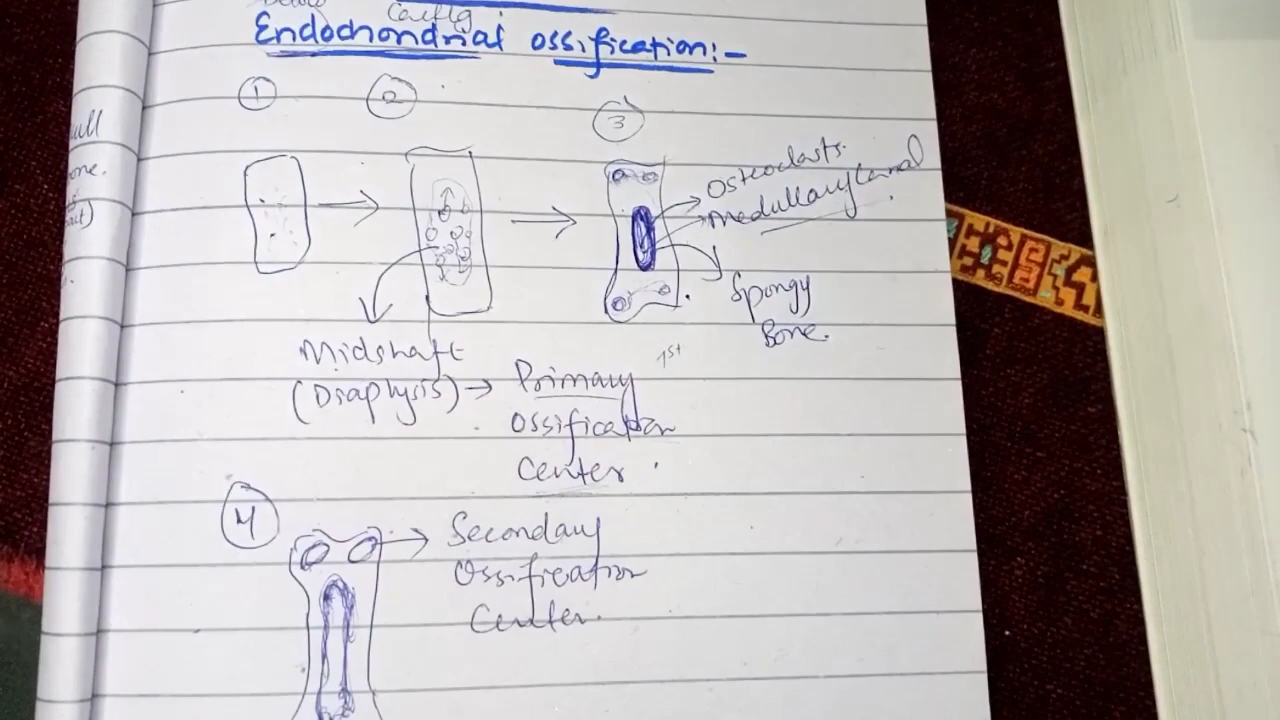 Endochondrial ossification:-
① ② ③
Osteoclasts.
Medullary Canal
Spongy
Bone.
Midshaft
(Diaphysis) → Primary 1st
Ossification
Center.
④
Secondary
Ossification
Center.